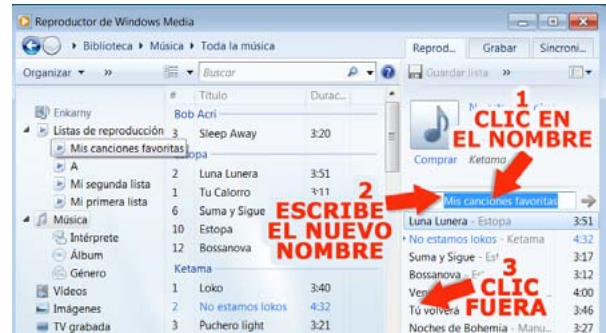 Reproductor de Windows Media
Biblioteca ▸ Música ▸ Toda la música
Reprod...
Grabar
Sincroni...
Organizar
»
Buscar
Guardar lista
»
#
Título
Durac...
Enkarny
Listas de reproducción
Mis canciones favoritas
A
Mi segunda lista
Mi primera lista
Música
Intérprete
Álbum
Género
Vídeos
Imágenes
TV grabada
Bob Acri
3 Sleep Away 3:20
2 Luna Lunera 3:51
1 Tu Calorro 3:11
6 Suma y Sigue
10 Estopa
12 Bossanova
Ketama
1 Loko 3:40
2 No estamos lokos 4:32
3 Puchero light 3:21
1
CLIC EN
EL NOMBRE
Comprar
Ketama
2
ESCRIBE
EL NUEVO
NOMBRE
Mis canciones favoritas
Luna Lunera - Estopa 3:51
No estamos lokos - Ketama 4:32
Suma y Sigue 3:17
Bossanova 3:12
4:00
Tú volverá 3:46
Noches de Bohemia - Manu... 3:27
3
CLIC
FUERA